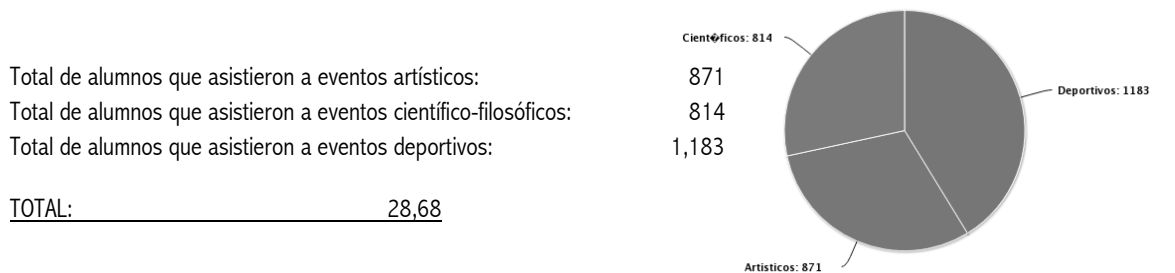 Total de alumnos que asistieron a eventos artísticos: 871
Total de alumnos que asistieron a eventos científico-filosóficos: 814
Total de alumnos que asistieron a eventos deportivos: 1,183
TOTAL: 28,68
Cient�ficos: 814
Deportivos: 1183
Artisticos: 871